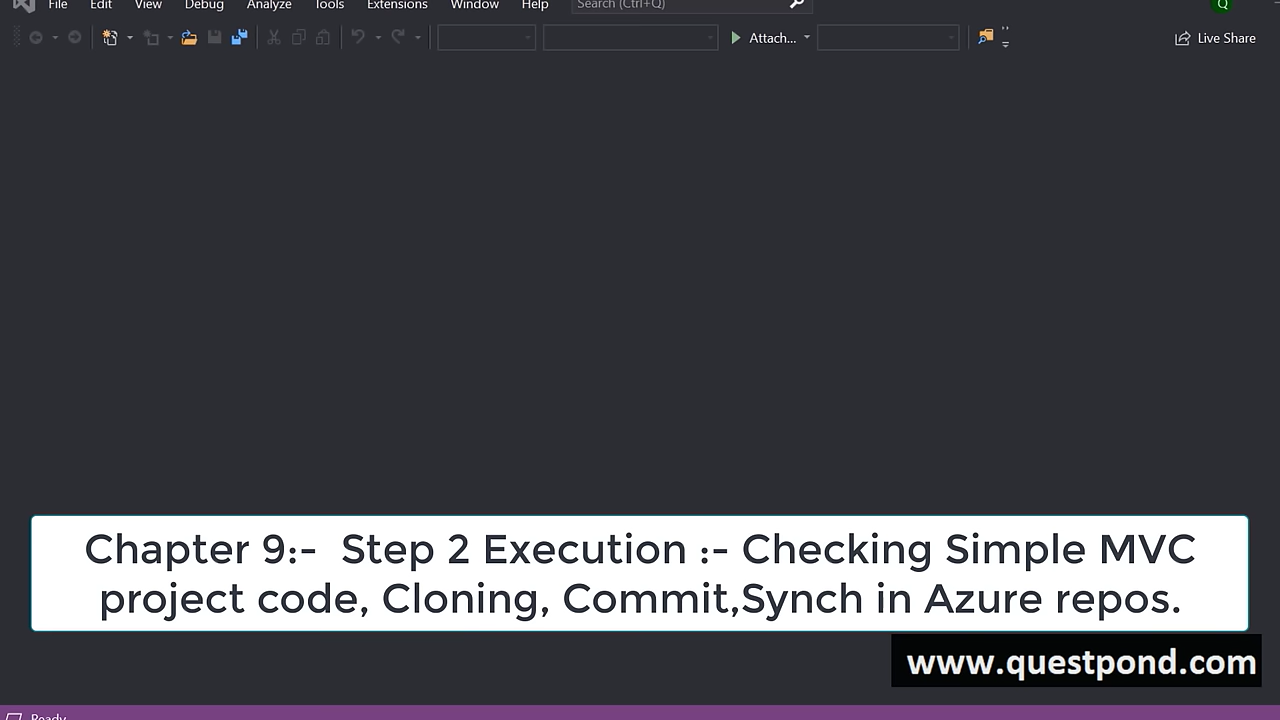 File Edit View Debug Analyze Tools Extensions Window Help Search (Ctrl+Q) Q
Attach... Live Share
Chapter 9:-  Step 2 Execution :- Checking Simple MVC
project code, Cloning, Commit,Synch in Azure repos.
www.questpond.com
Ready